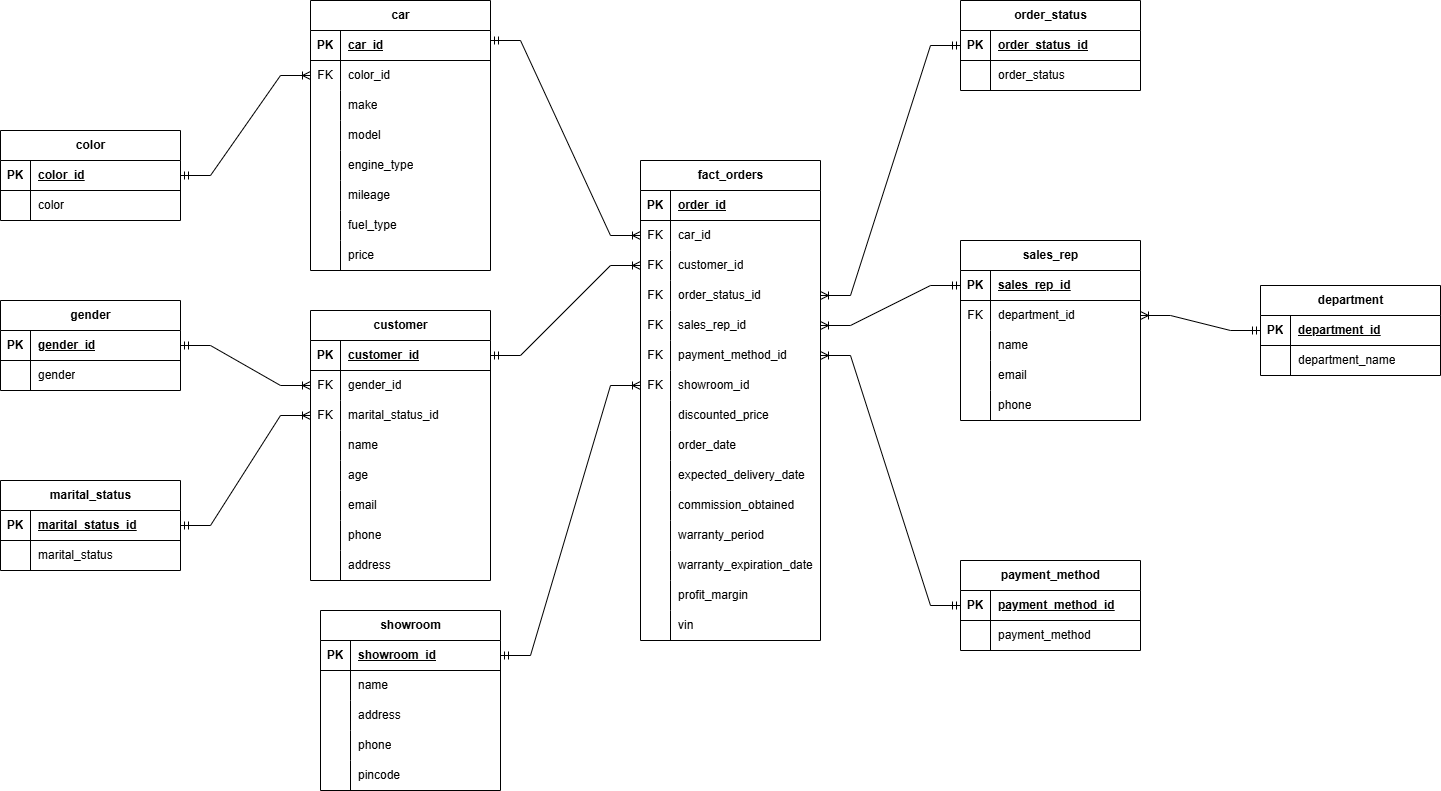 car
PK car_id
FK color_id
make
model
engine_type
mileage
fuel_type
price
order_status
PK order_status_id
order_status
color
PK color_id
color
fact_orders
PK order_id
FK car_id
FK customer_id
FK order_status_id
FK sales_rep_id
FK payment_method_id
FK showroom_id
discounted_price
order_date
expected_delivery_date
commission_obtained
warranty_period
warranty_expiration_date
profit_margin
vin
sales_rep
PK sales_rep_id
FK department_id
name
email
phone
department
PK department_id
department_name
gender
PK gender_id
gender
customer
PK customer_id
FK gender_id
FK marital_status_id
name
age
email
phone
address
marital_status
PK marital_status_id
marital_status
payment_method
PK payment_method_id
payment_method
showroom
PK showroom_id
name
address
phone
pincode